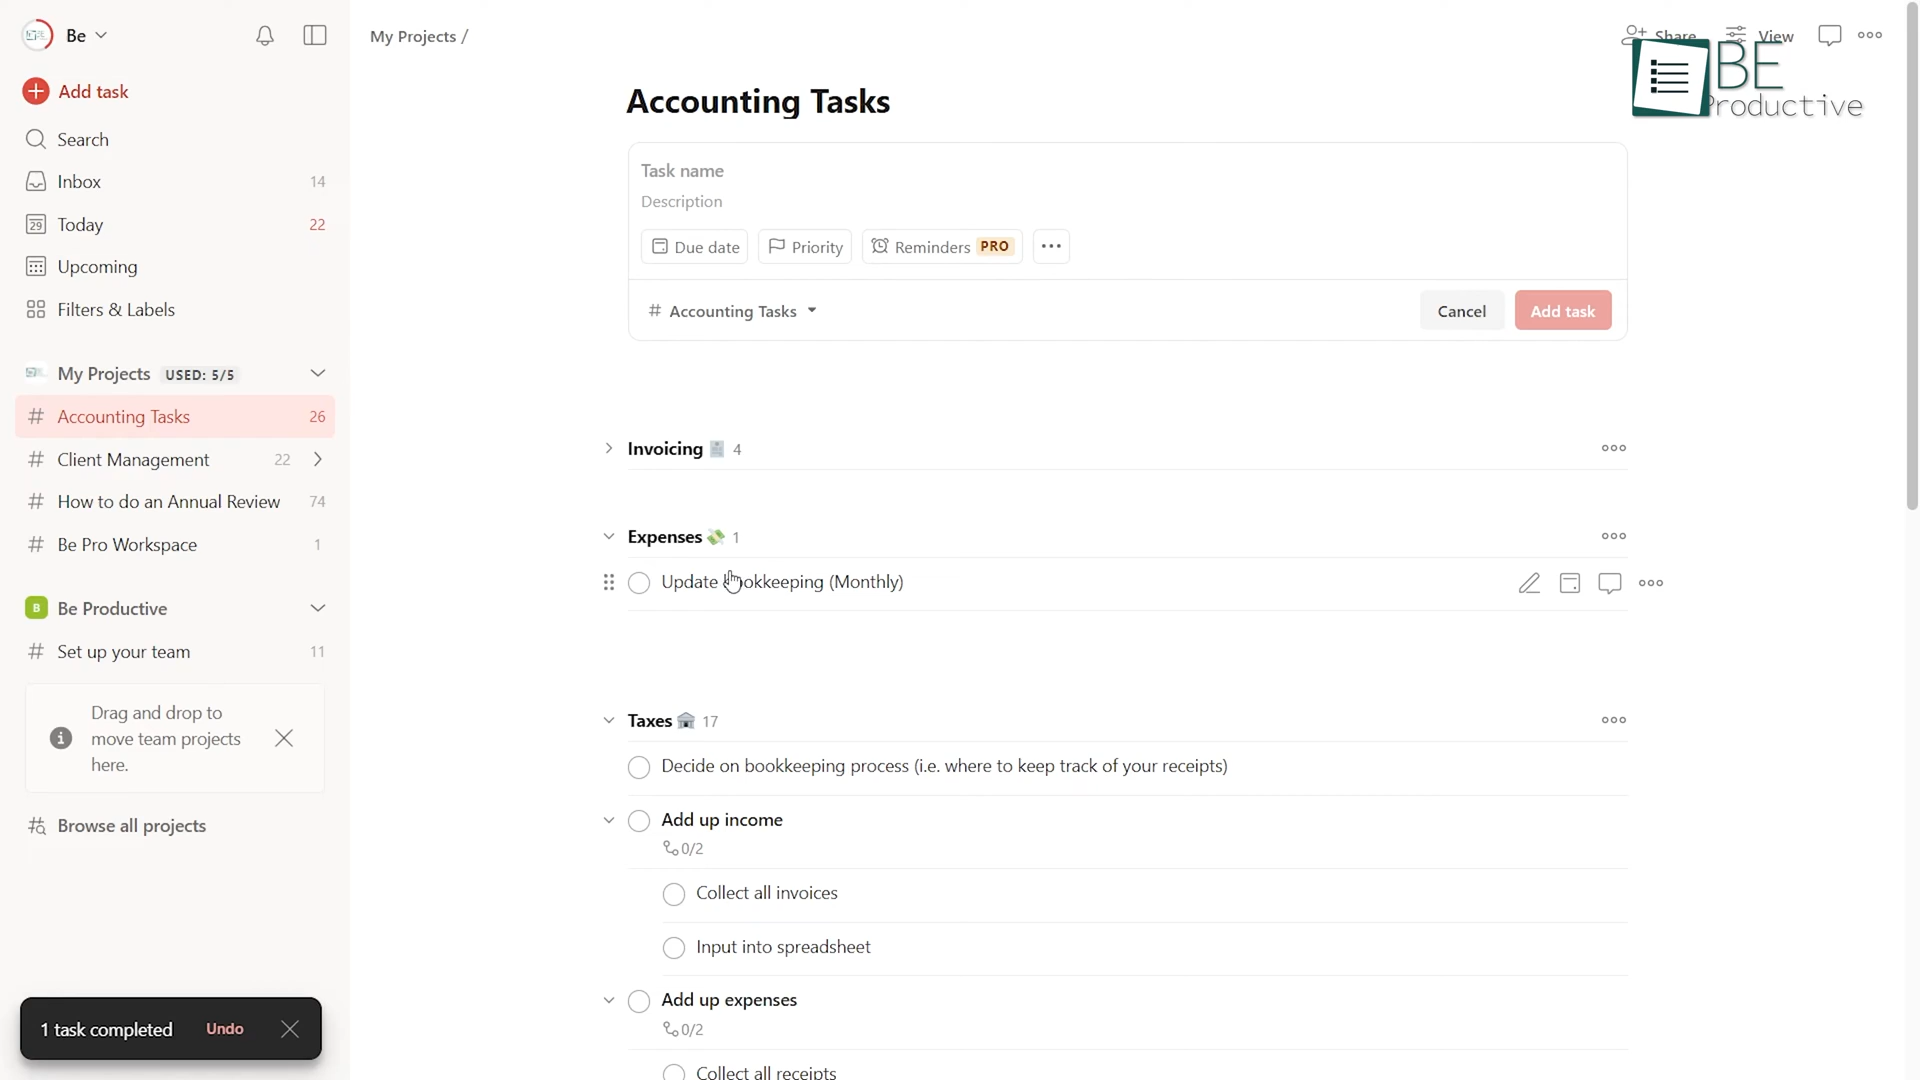 Be
Add task
Search
Inbox 14
29 Today 22
Upcoming
Filters & Labels
My Projects USED: 5/5
# Accounting Tasks 26
# Client Management 22
# How to do an Annual Review 74
# Be Pro Workspace 1
B Be Productive
# Set up your team 11
Drag and drop to
move team projects
here.
Browse all projects
1 task completed Undo
My Projects /
Share View
BE
Productive
Accounting Tasks
Task name
Description
Due date Priority Reminders PRO
# Accounting Tasks Cancel Add task
Invoicing 4
Expenses 1
Update Bookkeeping (Monthly)
Taxes 17
Decide on bookkeeping process (i.e. where to keep track of your receipts)
Add up income
0/2
Collect all invoices
Input into spreadsheet
Add up expenses
0/2
Collect all receipts